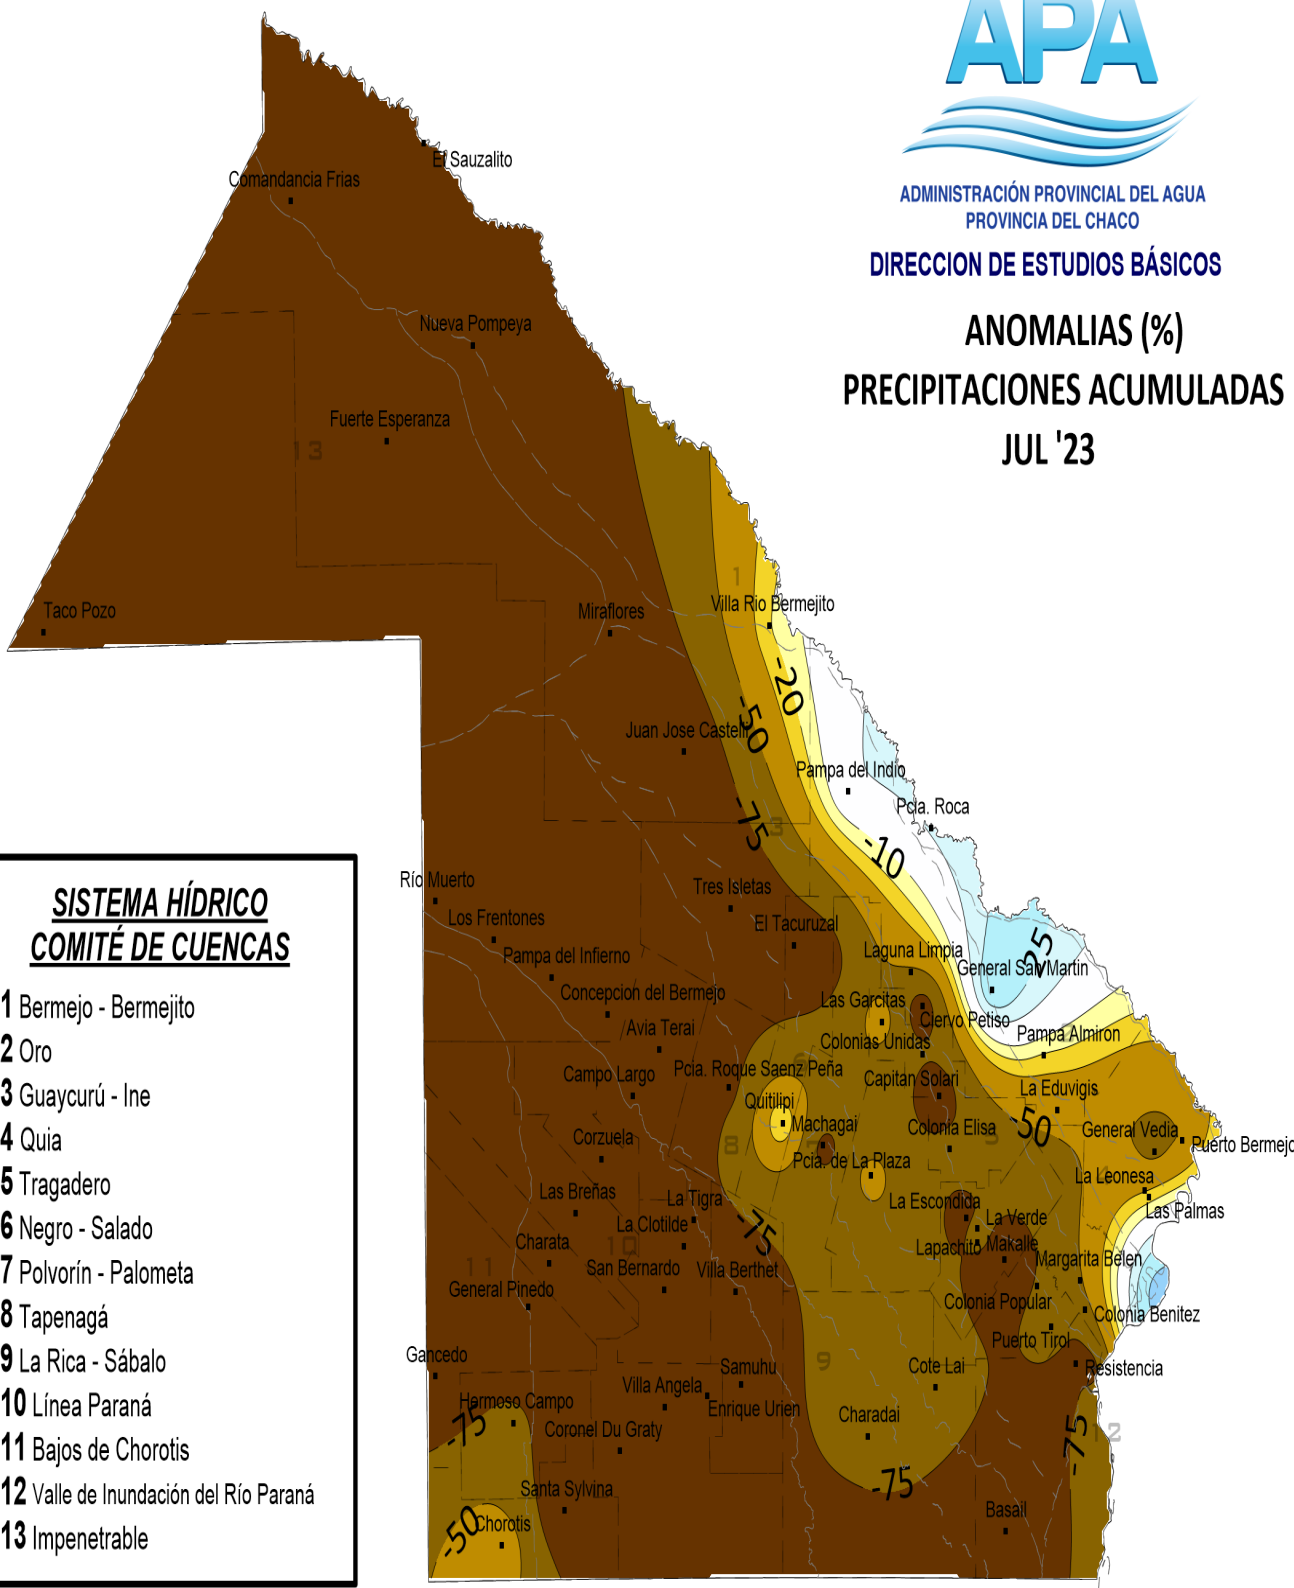 APA
ADMINISTRACIÓN PROVINCIAL DEL AGUA
PROVINCIA DEL CHACO
DIRECCION DE ESTUDIOS BÁSICOS
ANOMALIAS (%)
PRECIPITACIONES ACUMULADAS
JUL '23
El Sauzalito
Comandancia Frias
Nueva Pompeya
Fuerte Esperanza
13
1
Taco Pozo
Miraflores
Villa Rio Bermejito
-20
-50
Juan Jose Castelli
Pampa del Indio
-75
3
Pcia. Roca
-10
Río Muerto
Tres Isletas
Los Frentones
El Tacuruzal
25
Pampa del Infierno
Laguna Limpia
General San Martin
Concepcion del Bermejo
Las Garcitas
Ciervo Petiso
Avia Terai
Colonias Unidas
Pampa Almiron
6
Campo Largo
Pcia. Roque Saenz Peña
Capitan Solari
La Eduvigis
Quitilipi
Machagai
Colonia Elisa
-50
General Vedia
Puerto Bermejo
Corzuela
8
7
5
Pcia. de La Plaza
La Leonesa
4
Las Breñas
La Tigra
La Escondida
Las Palmas
La Clotilde
-75
La Verde
Charata
10
Lapachito
Makalle
11
San Bernardo
Villa Berthet
Margarita Belen
General Pinedo
Colonia Popular
Colonia Benitez
Puerto Tirol
Gancedo
9
Samuhu
Cote Lai
Resistencia
Villa Angela
Hermoso Campo
Enrique Urien
Charadai
-75
Coronel Du Graty
-75
12
Santa Sylvina
-75
Basail
-50
Chorotis
SISTEMA HÍDRICO
COMITÉ DE CUENCAS
1 Bermejo - Bermejito
2 Oro
3 Guaycurú - Ine
4 Quia
5 Tragadero
6 Negro - Salado
7 Polvorín - Palometa
8 Tapenagá
9 La Rica - Sábalo
10 Línea Paraná
11 Bajos de Chorotis
12 Valle de Inundación del Río Paraná
13 Impenetrable